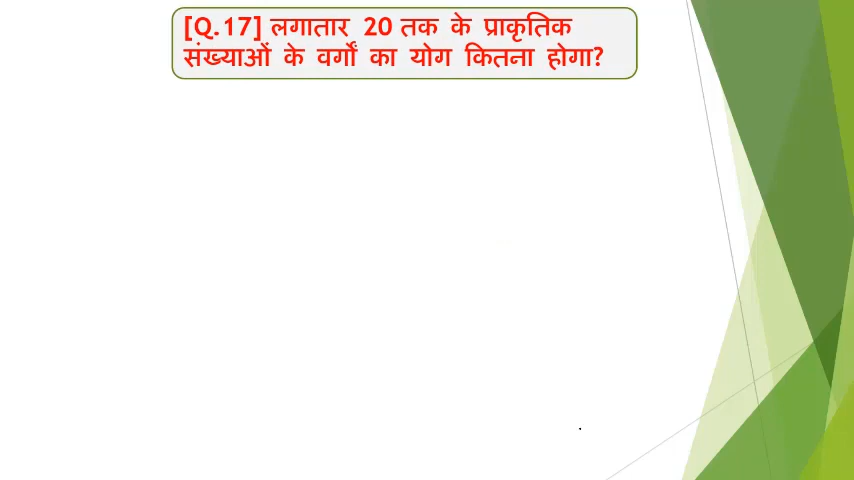 [Q.17] लगातार 20 तक के प्राकृतिक
संख्याओं के वर्गों का योग कितना होगा?